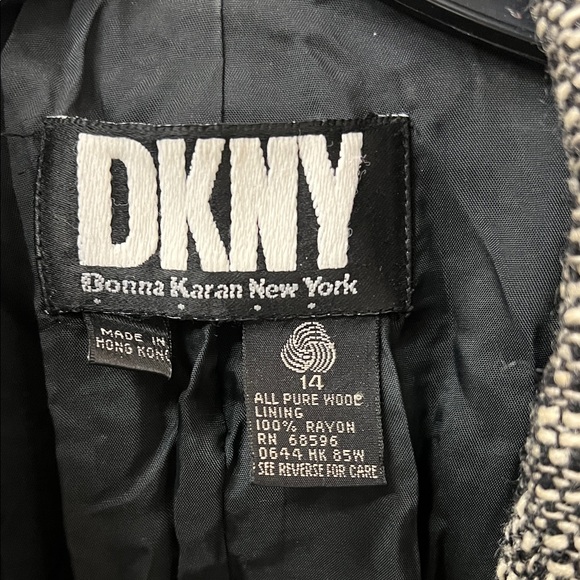 DKNY
Donna Karan New York
MADE IN
HONG KONG
14
ALL PURE WOOL
LINING
100% RAYON
RN 68596
0644 HK 85W
SEE REVERSE FOR CARE